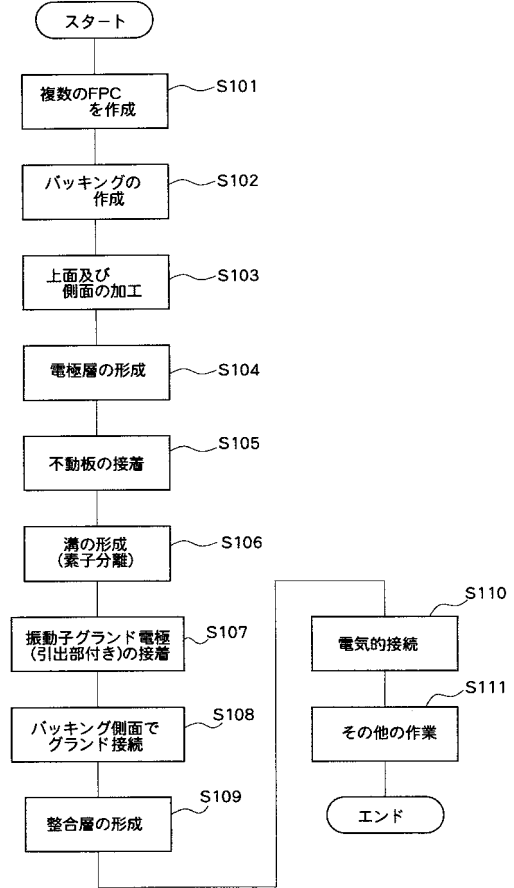 スタート
複数のFPC
を作成
S101
バッキングの
作成
S102
上面及び
側面の加工
S103
電極層の形成
S104
不動板の接着
S105
溝の形成
(素子分離)
S106
振動子グランド電極
(引出部付き)の接着
S107
バッキング側面で
グランド接続
S108
整合層の形成
S109
電気的接続
S110
その他の作業
S111
エンド